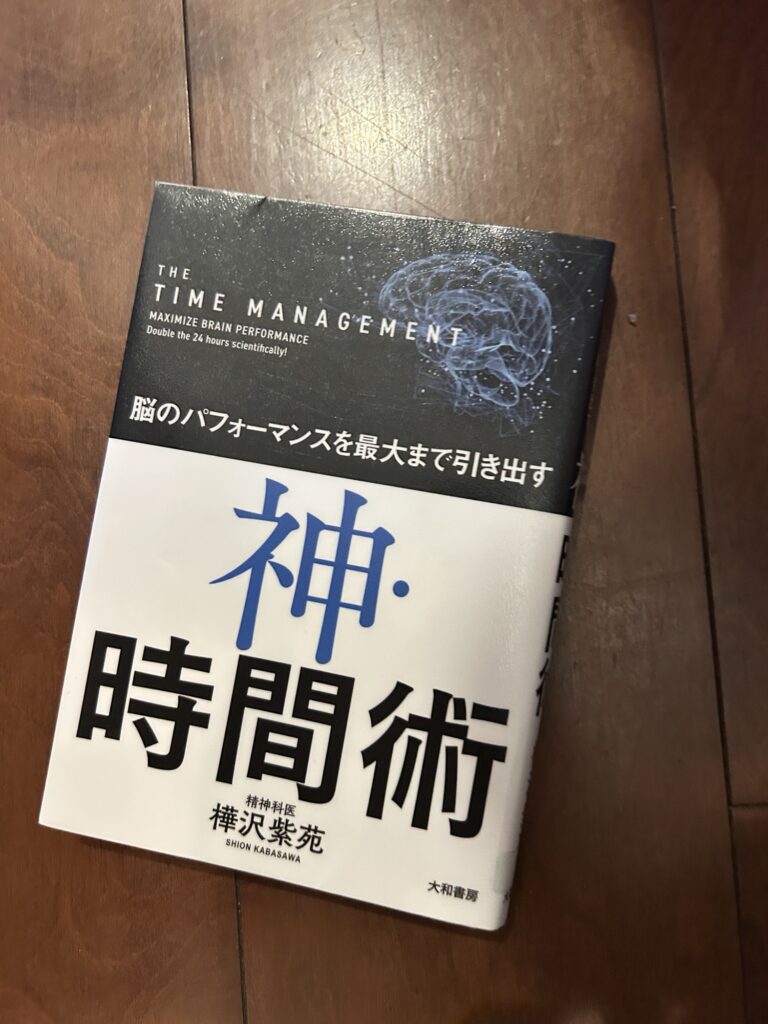 THE
TIME MANAGEMENT
MAXIMIZE BRAIN PERFORMANCE
Double the 24 hours scientifically!
脳のパフォーマンスを最大まで引き出す
神・
時間術
精神科医
樺沢紫苑
SHION KABASAWA
大和書房